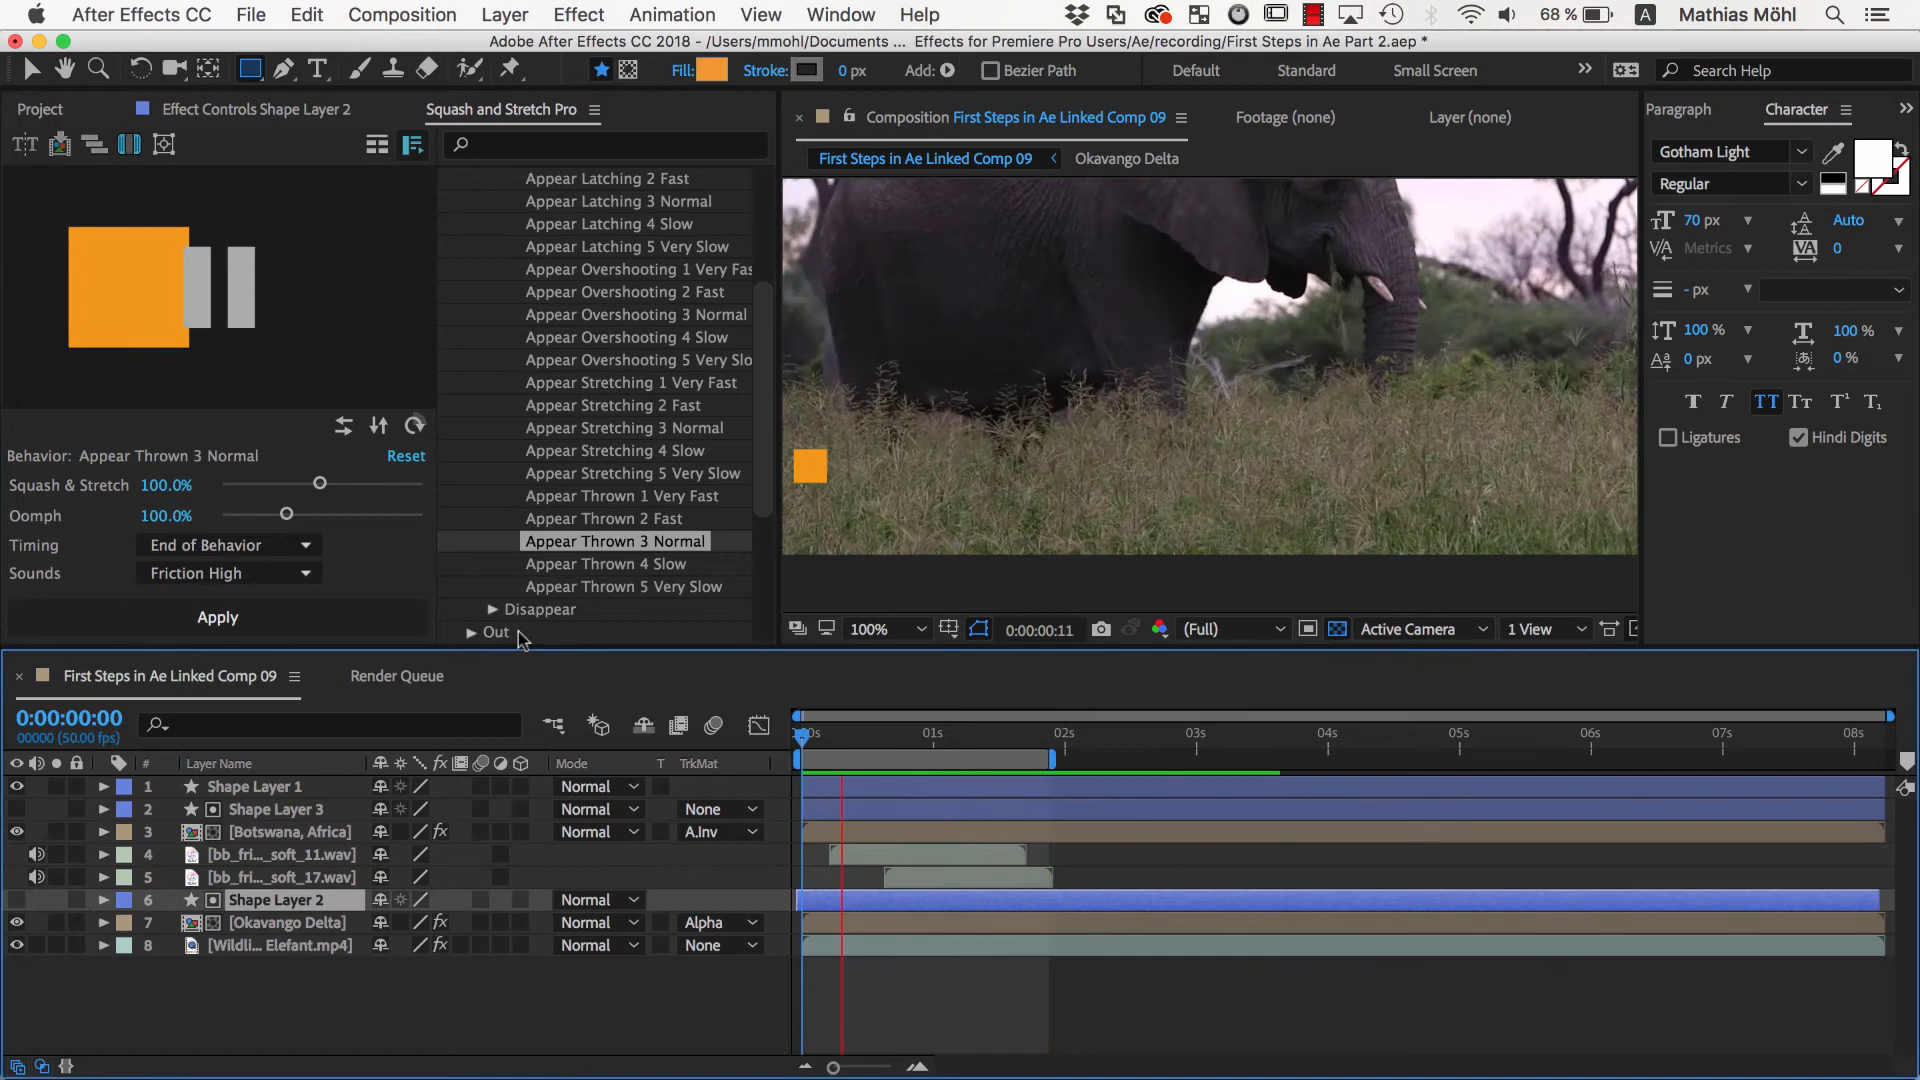 After Effects CC File Edit Composition Layer Effect Animation View Window Help 68 % A Mathias Möhl
Adobe After Effects CC 2018 - /Users/mmohl/Documents ... Effects for Premiere Pro Users/Ae/recording/First Steps in Ae Part 2.aep *
Fill: Stroke: 0 px Add: Bezier Path Default Standard Small Screen Search Help
Project Effect Controls Shape Layer 2 Squash and Stretch Pro
Composition First Steps in Ae Linked Comp 09 Footage (none) Layer (none)
Paragraph Character
First Steps in Ae Linked Comp 09 Okavango Delta
Appear Latching 2 Fast
Appear Latching 3 Normal
Appear Latching 4 Slow
Appear Latching 5 Very Slow
Appear Overshooting 1 Very Fas
Appear Overshooting 2 Fast
Appear Overshooting 3 Normal
Appear Overshooting 4 Slow
Appear Overshooting 5 Very Slo
Appear Stretching 1 Very Fast
Appear Stretching 2 Fast
Appear Stretching 3 Normal
Appear Stretching 4 Slow
Appear Stretching 5 Very Slow
Appear Thrown 1 Very Fast
Appear Thrown 2 Fast
Appear Thrown 3 Normal
Appear Thrown 4 Slow
Appear Thrown 5 Very Slow
Disappear
Out
Behavior: Appear Thrown 3 Normal Reset
Squash & Stretch 100.0%
Oomph 100.0%
Timing End of Behavior
Sounds Friction High
Apply
100% 0:00:00:11 (Full) Active Camera 1 View
Gotham Light
Regular
70 px Auto
Metrics 0
- px
100 % 100 %
0 px 0 %
Ligatures Hindi Digits
First Steps in Ae Linked Comp 09 Render Queue
0:00:00:00
00000 (50.00 fps)
00s 01s 02s 03s 04s 05s 06s 07s 08s
# Layer Name fx Mode T TrkMat
1 Shape Layer 1 Normal
2 Shape Layer 3 Normal None
3 [Botswana, Africa] fx Normal A.Inv
4 [bb_fri..._soft_11.wav]
5 [bb_fri..._soft_17.wav]
6 Shape Layer 2 Normal
7 [Okavango Delta] fx Normal Alpha
8 [Wildli... Elefant.mp4] fx Normal None